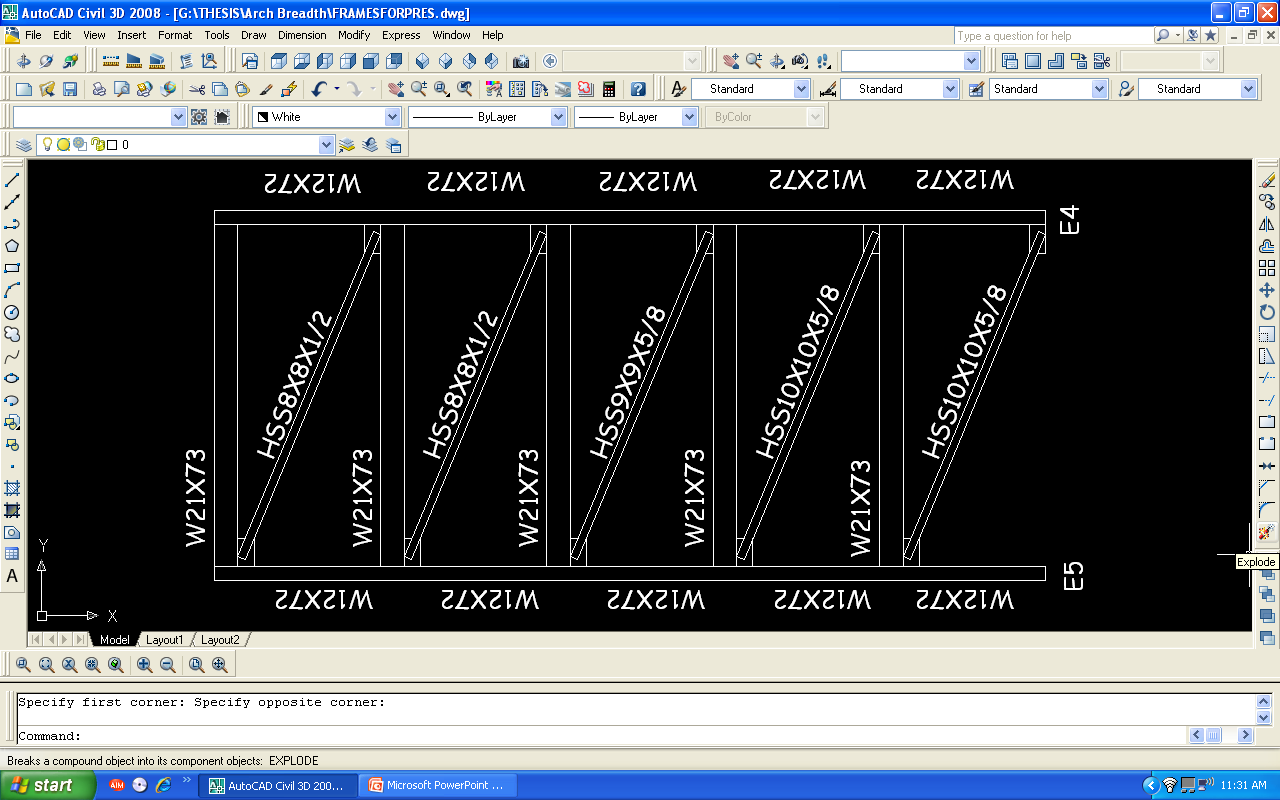 AutoCAD Civil 3D 2008 - [G:\THESIS\Arch Breadth\FRAMESFORPRES.dwg]
File Edit View Insert Format Tools Draw Dimension Modify Express Window Help
Type a question for help
Standard Standard Standard Standard
White ByLayer ByLayer ByColor
0
W12X72 W12X72 W12X72 W12X72 W12X72
E4
HSS8X8X1/2 HSS8X8X1/2 HSS9X9X5/8 HSS10X10X5/8 HSS10X10X5/8
W21X73 W21X73 W21X73 W21X73 W21X73
Explode
E5
W12X72 W12X72 W12X72 W12X72 W12X72
Y
X
A
Model Layout1 Layout2
Specify first corner: Specify opposite corner:
Command:
Breaks a compound object into its component objects: EXPLODE
start AIM AutoCAD Civil 3D 200... Microsoft PowerPoint ... 11:31 AM